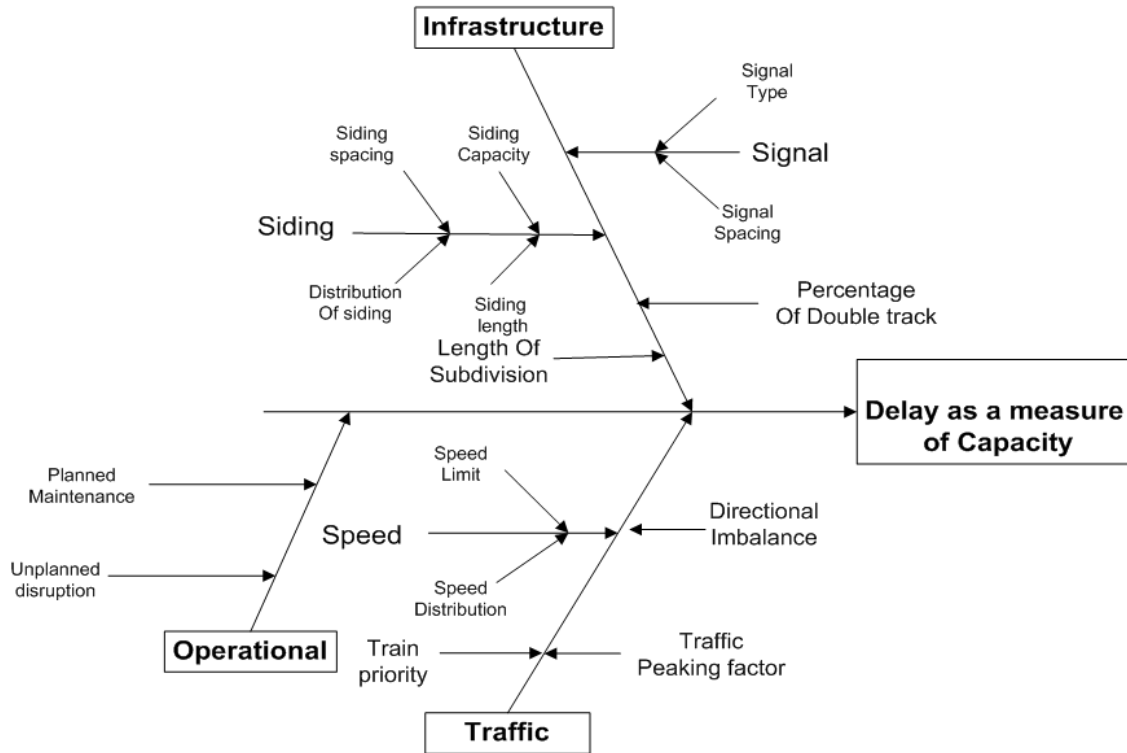 Infrastructure
Signal
Type
Siding
spacing
Siding
Capacity
Signal
Siding
Signal
Spacing
Distribution
Of siding
Siding
length
Percentage
Of Double track
Length Of
Subdivision
Delay as a measure
of Capacity
Planned
Maintenance
Speed
Limit
Directional
Imbalance
Speed
Unplanned
disruption
Speed
Distribution
Operational
Train
priority
Traffic
Peaking factor
Traffic